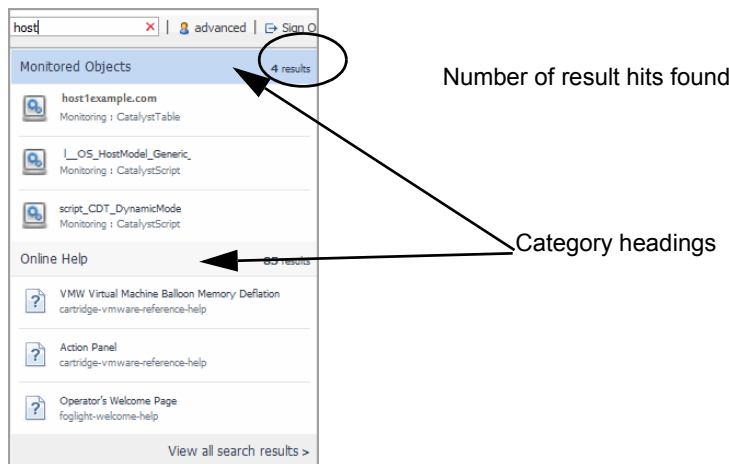 host | advanced | Sign O
Monitored Objects 4 results
Number of result hits found
host1example.com
Monitoring : CatalystTable
l__OS_HostModel_Generic_
Monitoring : CatalystScript
script_CDT_DynamicMode
Monitoring : CatalystScript
Category headings
Online Help 85 results
VMW Virtual Machine Balloon Memory Deflation
cartridge-vmware-reference-help
Action Panel
cartridge-vmware-reference-help
Operator's Welcome Page
foglight-welcome-help
View all search results >